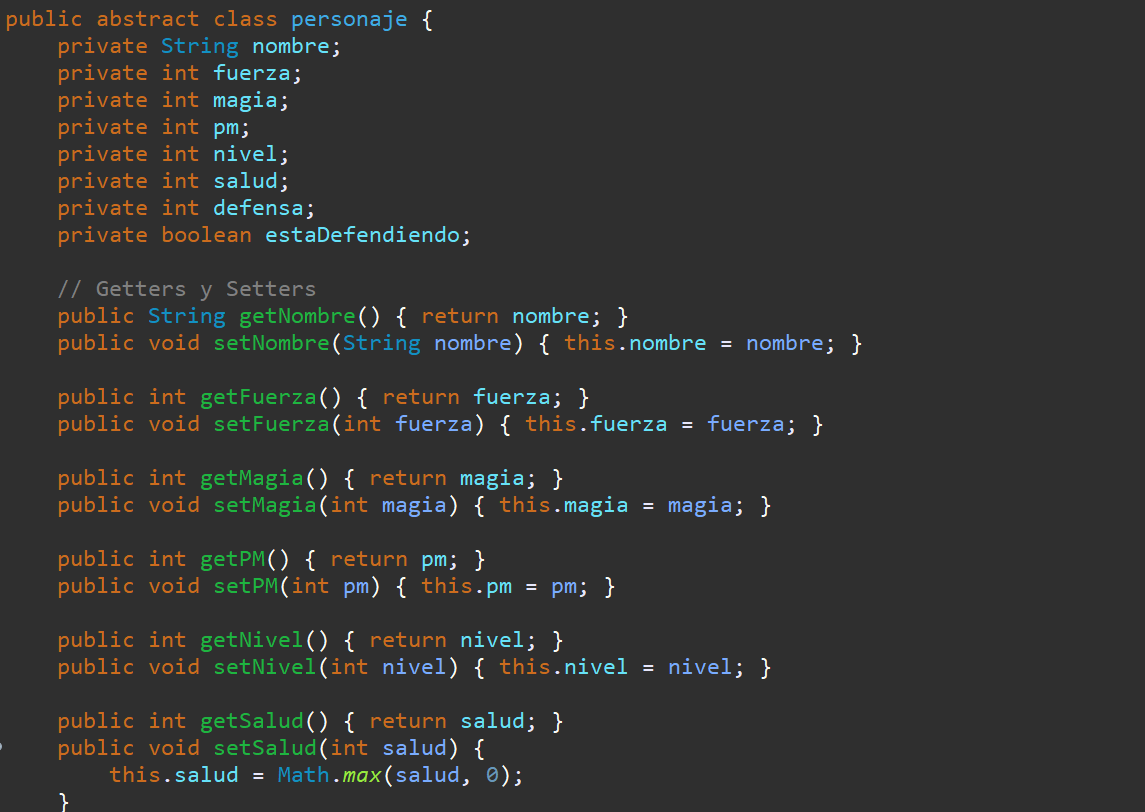 public abstract class personaje {
    private String nombre;
    private int fuerza;
    private int magia;
    private int pm;
    private int nivel;
    private int salud;
    private int defensa;
    private boolean estaDefendiendo;

    // Getters y Setters
    public String getNombre() { return nombre; }
    public void setNombre(String nombre) { this.nombre = nombre; }

    public int getFuerza() { return fuerza; }
    public void setFuerza(int fuerza) { this.fuerza = fuerza; }

    public int getMagia() { return magia; }
    public void setMagia(int magia) { this.magia = magia; }

    public int getPM() { return pm; }
    public void setPM(int pm) { this.pm = pm; }

    public int getNivel() { return nivel; }
    public void setNivel(int nivel) { this.nivel = nivel; }

    public int getSalud() { return salud; }
    public void setSalud(int salud) {
        this.salud = Math.max(salud, 0);
    }